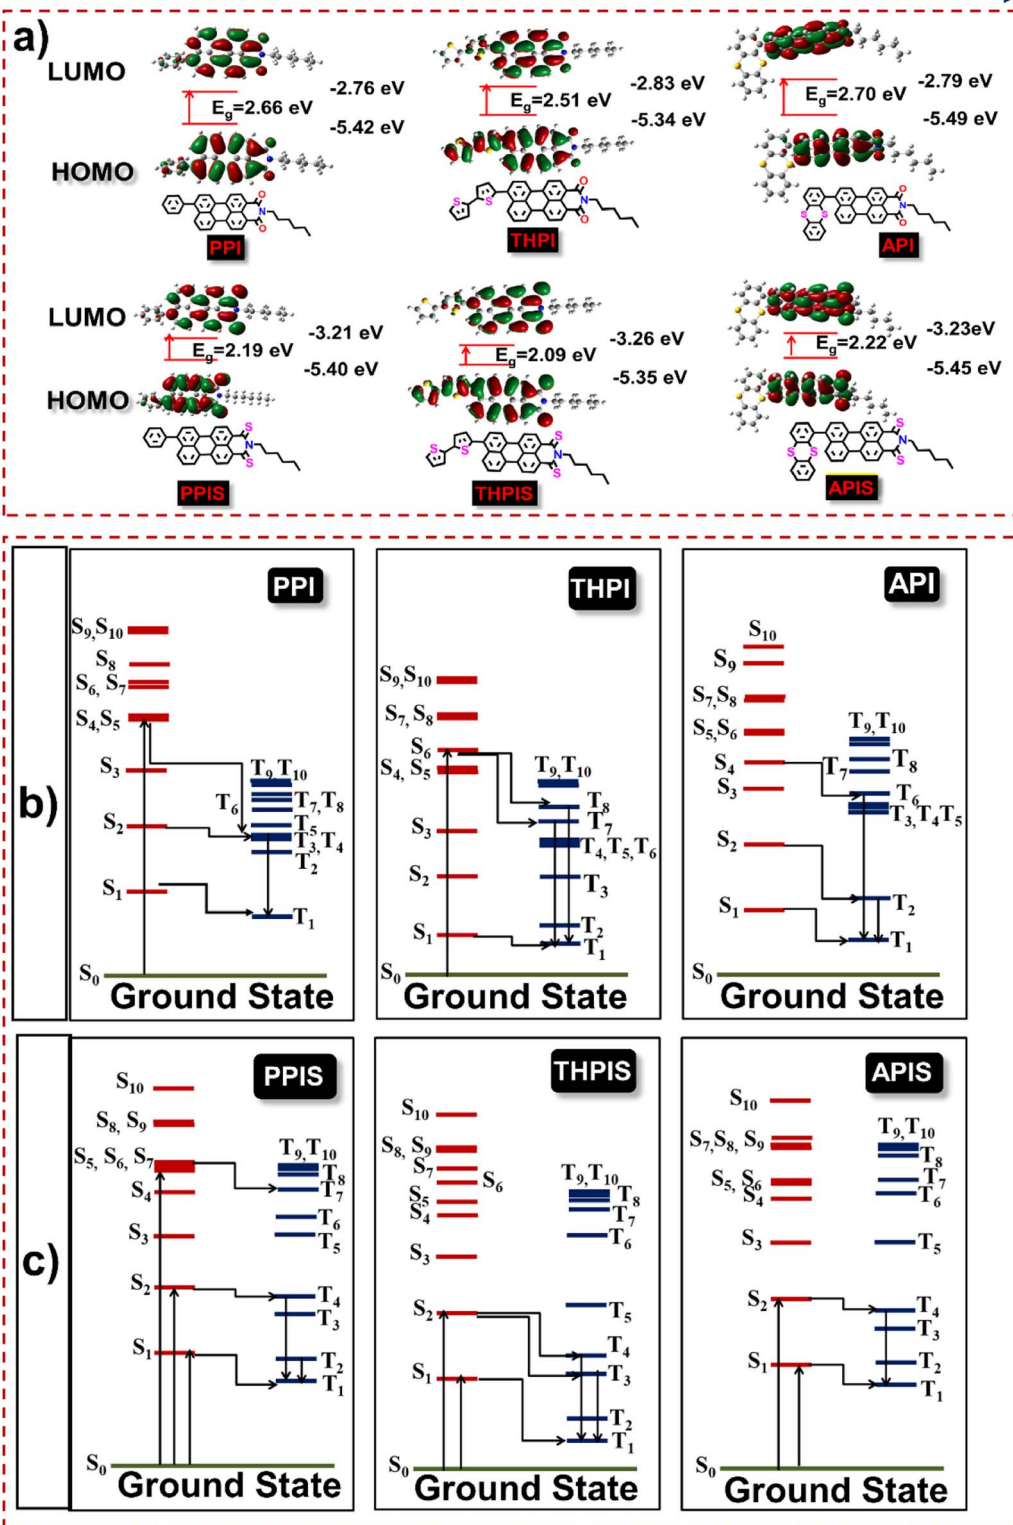 a)
LUMO
-2.76 eV
Eg=2.66 eV
-5.42 eV
HOMO
PPI
-2.83 eV
Eg=2.51 eV
-5.34 eV
S
S
O
N
O
THPI
-2.79 eV
Eg=2.70 eV
-5.49 eV
S
S
O
N
O
API
O
N
O
LUMO
-3.21 eV
Eg=2.19 eV
-5.40 eV
HOMO
S
N
S
PPIS
-3.26 eV
Eg=2.09 eV
-5.35 eV
S
S
S
N
S
THPIS
-3.23eV
Eg=2.22 eV
-5.45 eV
S
S
S
N
S
APIS
b)
PPI
S9,S10
S8
S6, S7
S4,S5
S3
S2
S1
S0
T9,T10
T6
T7,T8
T5
T3,T4
T2
T1
Ground State
THPI
S9,S10
S7, S8
S6
S4, S5
S3
S2
S1
S0
T9,T10
T8
T7
T4,T5,T6
T3
T2
T1
Ground State
API
S10
S9
S7,S8
S5,S6
S4
S3
S2
S1
S0
T9,T10
T8
T7
T6
T3,T4T5
T2
T1
Ground State
c)
PPIS
S10
S8, S9
S5, S6, S7
S4
S3
S2
S1
S0
T9,T10
T8
T7
T6
T5
T4
T3
T2
T1
Ground State
THPIS
S10
S8, S9
S7
S6
S5
S4
S3
S2
S1
S0
T9,T10
T8
T7
T6
T5
T4
T3
T2
T1
Ground State
APIS
S10
S7,S8, S9
S5, S6
S4
S3
S2
S1
S0
T9,T10
T8
T7
T6
T5
T4
T3
T2
T1
Ground State